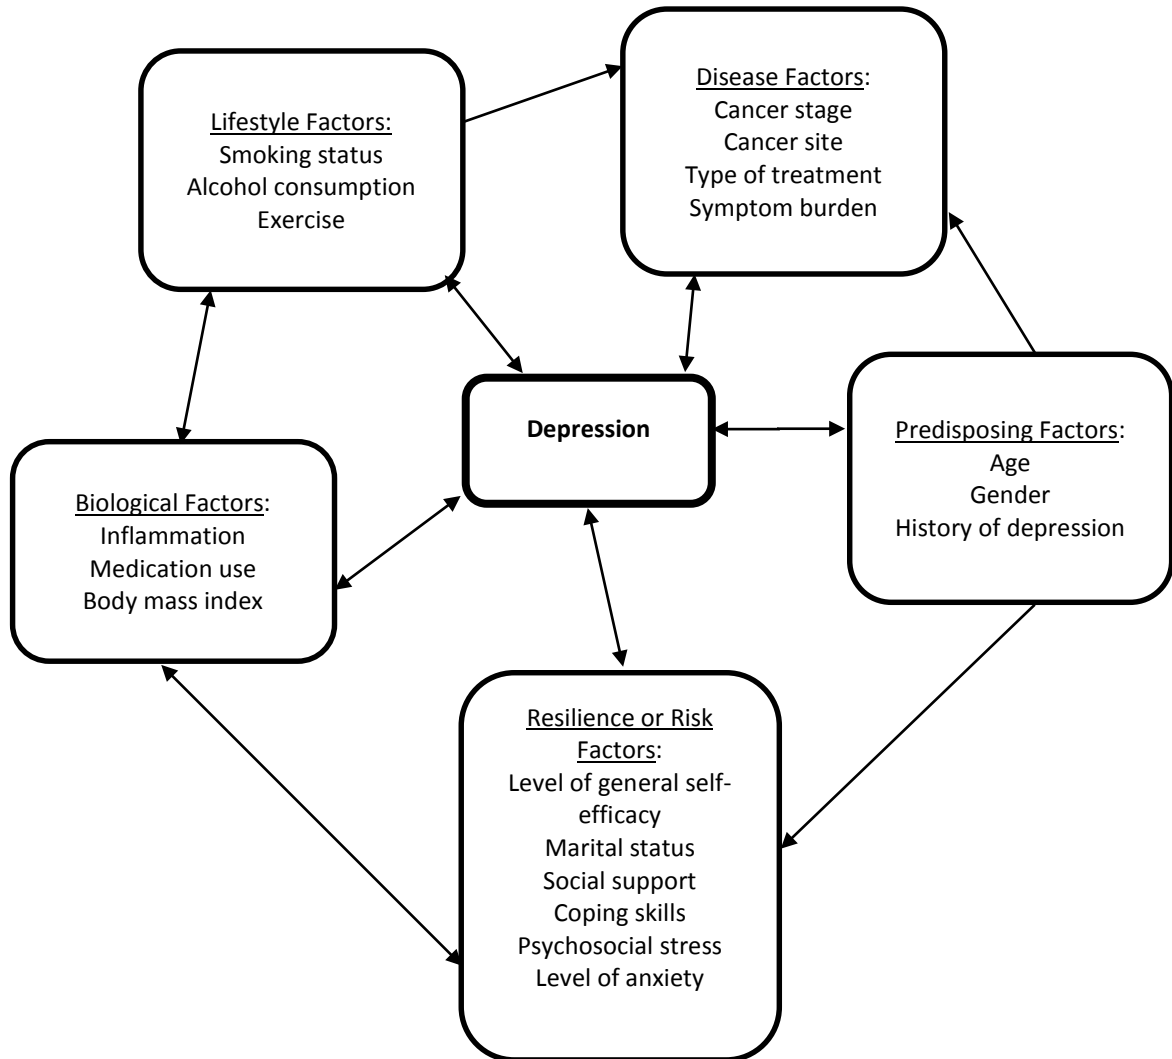 Lifestyle Factors:
Smoking status
Alcohol consumption
Exercise
Disease Factors:
Cancer stage
Cancer site
Type of treatment
Symptom burden
Depression
Predisposing Factors:
Age
Gender
History of depression
Biological Factors:
Inflammation
Medication use
Body mass index
Resilience or Risk
Factors:
Level of general self-
efficacy
Marital status
Social support
Coping skills
Psychosocial stress
Level of anxiety